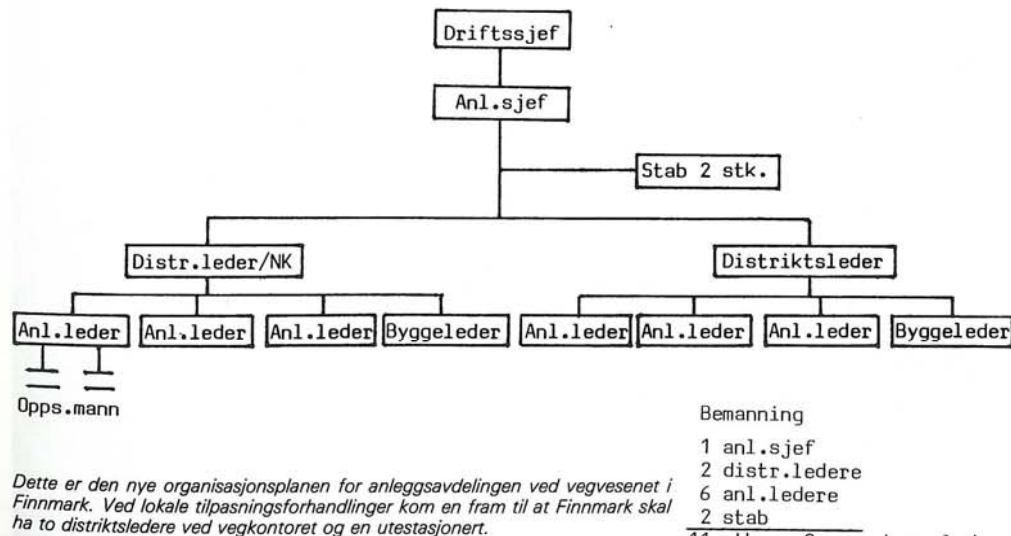 Driftssjef
Anl.sjef
Stab 2 stk.
Distr.leder/NK
Distriktsleder
Anl.leder
Anl.leder
Anl.leder
Byggeleder
Anl.leder
Anl.leder
Anl.leder
Byggeleder
Opps.mann
Dette er den nye organisasjonsplanen for anleggsavdelingen ved vegvesenet i
Finnmark. Ved lokale tilpasningsforhandlinger kom en fram til at Finnmark skal
ha to distriktsledere ved vegkontoret og en utestasjonert.
Bemanning
1 anl.sjef
2 distr.ledere
6 anl.ledere
2 stab
11